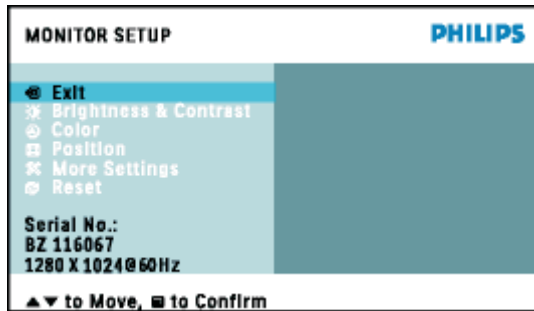 MONITOR SETUP
PHILIPS
Exit
Brightness & Contrast
Color
Position
More Settings
Reset
Serial No.:
BZ 116067
1280 X 1024@60Hz
▲▼ to Move, to Confirm